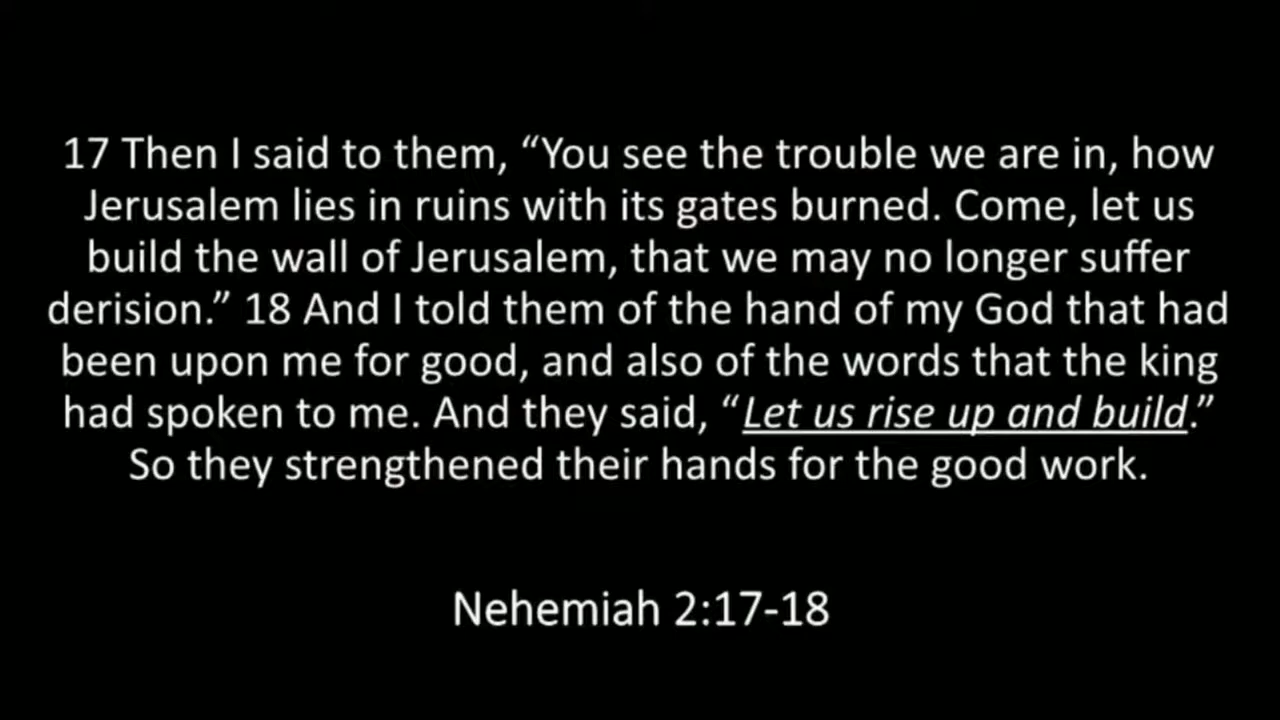 17 Then I said to them, “You see the trouble we are in, how
Jerusalem lies in ruins with its gates burned. Come, let us
build the wall of Jerusalem, that we may no longer suffer
derision.” 18 And I told them of the hand of my God that had
been upon me for good, and also of the words that the king
had spoken to me. And they said, “Let us rise up and build.”
So they strengthened their hands for the good work.
Nehemiah 2:17-18